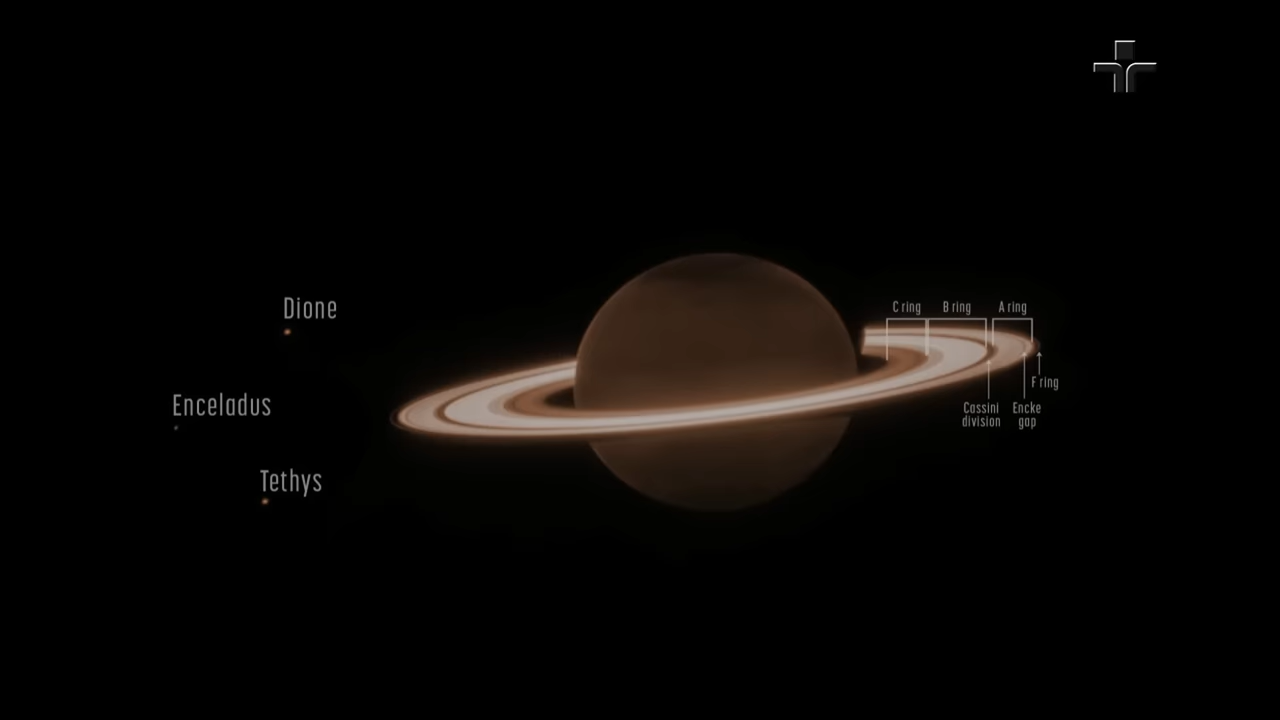 Dione
Enceladus
Tethys
C ring
B ring
A ring
F ring
Cassini
division
Encke
gap